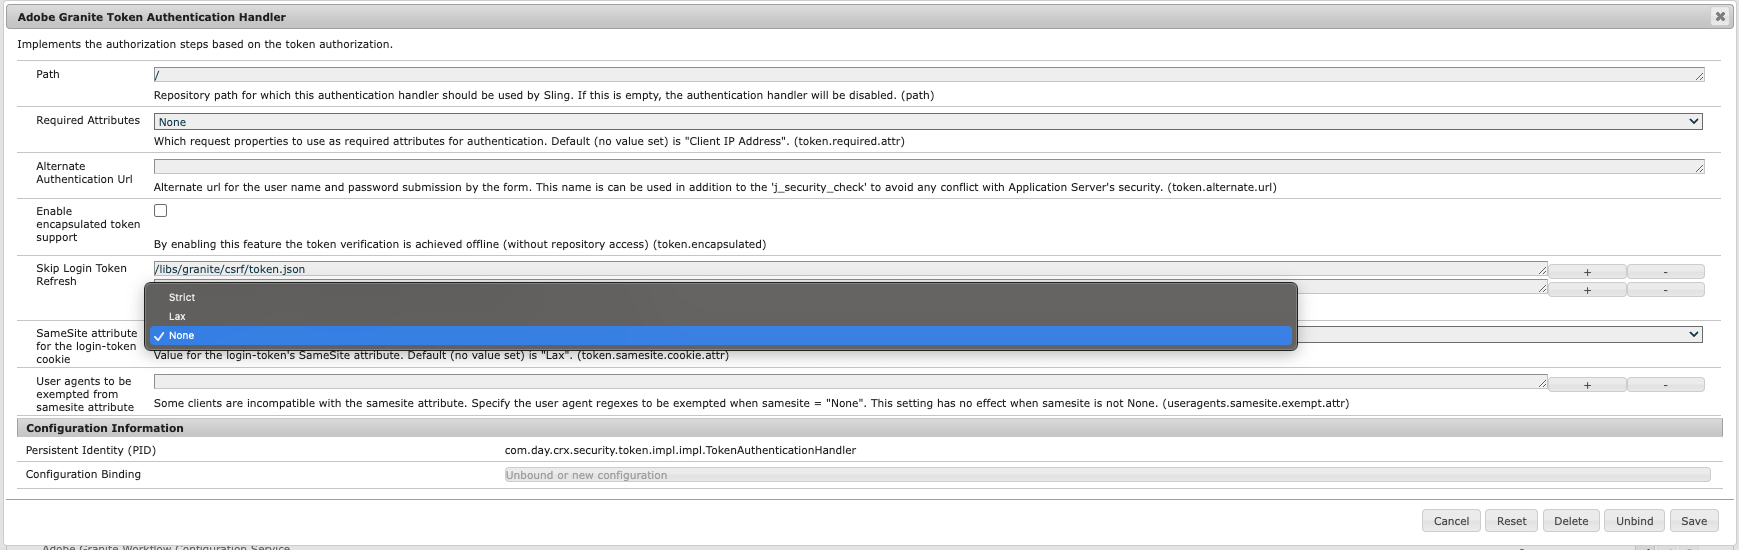 Adobe Granite Token Authentication Handler
Implements the authorization steps based on the token authorization.
Path
/
Repository path for which this authentication handler should be used by Sling. If this is empty, the authentication handler will be disabled. (path)
Required Attributes
None
Which request properties to use as required attributes for authentication. Default (no value set) is "Client IP Address". (token.required.attr)
Alternate
Authentication Url
Alternate url for the user name and password submission by the form. This name is can be used in addition to the 'j_security_check' to avoid any conflict with Application Server's security. (token.alternate.url)
Enable
encapsulated token
support
By enabling this feature the token verification is achieved offline (without repository access) (token.encapsulated)
Skip Login Token
Refresh
/libs/granite/csrf/token.json
+ -
+ -
Strict
Lax
✓ None
SameSite attribute
for the login-token
cookie
Value for the login-token's SameSite attribute. Default (no value set) is "Lax". (token.samesite.cookie.attr)
User agents to be
exempted from
samesite attribute
+ -
Some clients are incompatible with the samesite attribute. Specify the user agent regexes to be exempted when samesite = "None". This setting has no effect when samesite is not None. (useragents.samesite.exempt.attr)
Configuration Information
Persistent Identity (PID)
com.day.crx.security.token.impl.impl.TokenAuthenticationHandler
Configuration Binding
Unbound or new configuration
Cancel Reset Delete Unbind Save
Adobe Granite Workflow Configuration Service